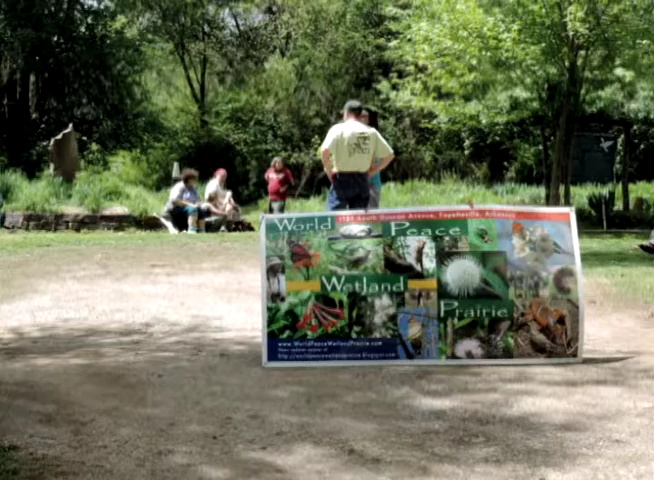 1121 South Duncan Avenue, Fayetteville, Arkansas
World Peace
Wetland
Prairie
www.WorldPeaceWetlandPrairie.com